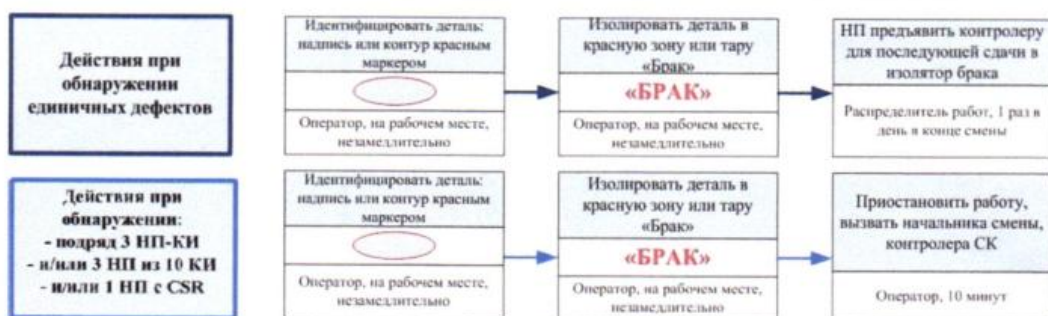 Действия при
обнаружении
единичных дефектов
Идентифицировать деталь:
надпись или контур красным
маркером
Оператор, на рабочем месте,
незамедлительно
Изолировать деталь в
красную зону или тару
«Брак»
«БРАК»
Оператор, на рабочем месте,
незамедлительно
НП предъявить контролеру
для последующей сдачи в
изолятор брака
Распределитель работ, 1 раз в
день в конце смены
Действия при
обнаружении:
- подряд 3 НП-КИ
- и/или 3 НП из 10 КИ
- и/или 1 НП с CSR
Идентифицировать деталь:
надпись или контур красным
маркером
Оператор, на рабочем месте,
незамедлительно
Изолировать деталь в
красную зону или тару
«Брак»
«БРАК»
Оператор, на рабочем месте,
незамедлительно
Приостановить работу,
вызвать начальника смены,
контролера СК
Оператор, 10 минут